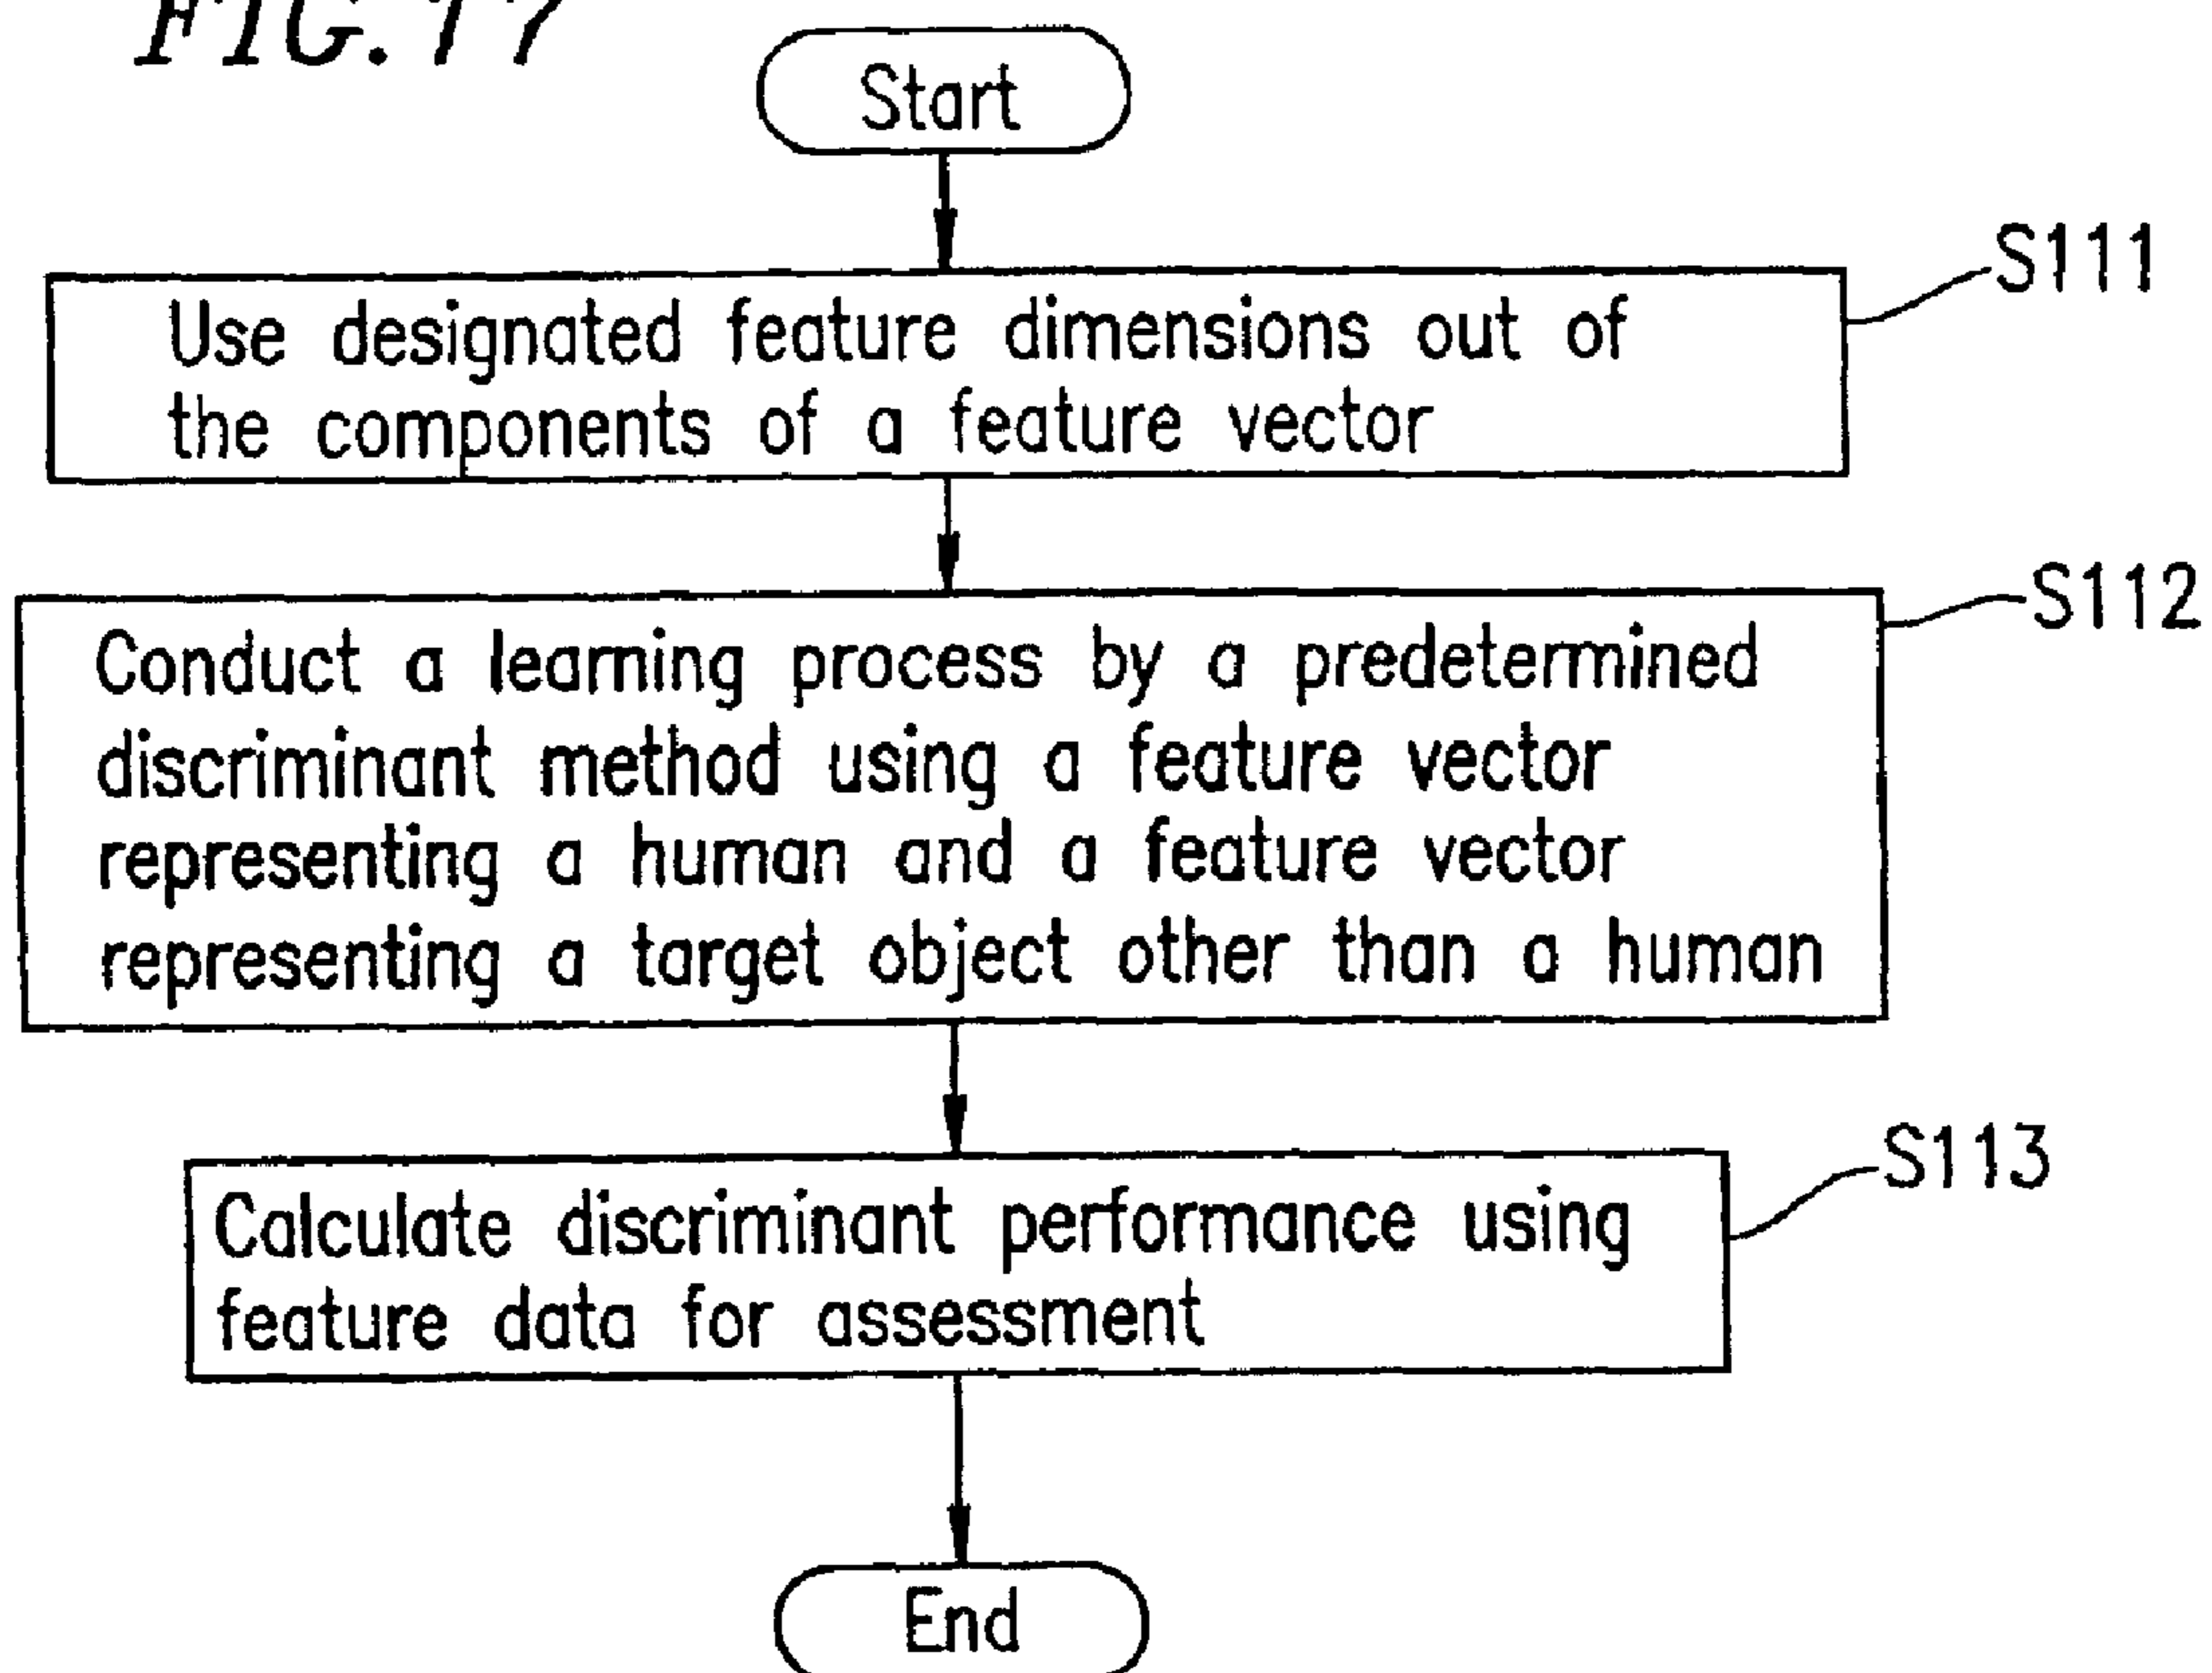 FIG. 17
Start
S111
Use designated feature dimensions out of
the components of a feature vector
S112
Conduct a learning process by a predetermined
discriminant method using a feature vector
representing a human and a feature vector
representing a target object other than a human
S113
Calculate discriminant performance using
feature data for assessment
End